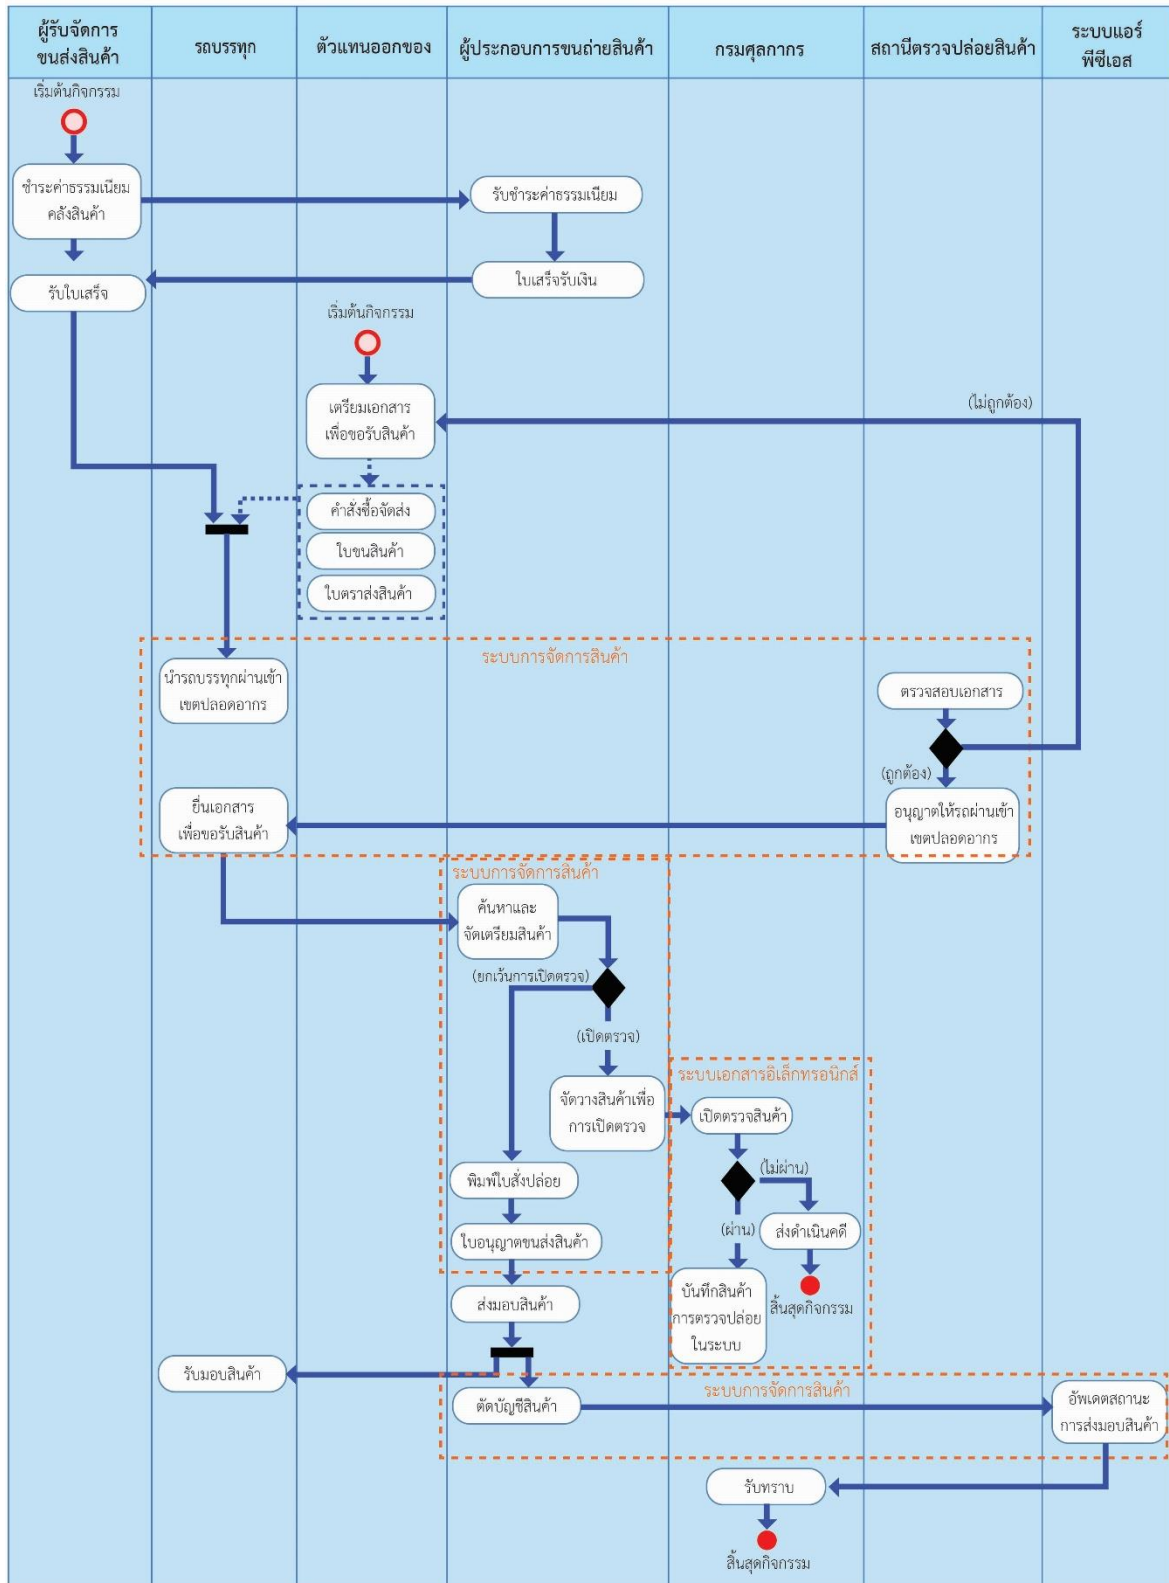 ผู้รับจัดการ
ขนส่งสินค้า
รถบรรทุก
ตัวแทนออกของ
ผู้ประกอบการขนถ่ายสินค้า
กรมศุลกากร
สถานีตรวจปล่อยสินค้า
ระบบแอร์
พีซีเอส
เริ่มต้นกิจกรรม
ชำระค่าธรรมเนียม
คลังสินค้า
รับชำระค่าธรรมเนียม
ใบเสร็จรับเงิน
รับใบเสร็จ
เริ่มต้นกิจกรรม
เตรียมเอกสาร
เพื่อขอรับสินค้า
(ไม่ถูกต้อง)
คำสั่งซื้อจัดส่ง
ใบขนสินค้า
ใบตราส่งสินค้า
ระบบการจัดการสินค้า
นำรถบรรทุกผ่านเข้า
เขตปลอดอากร
ตรวจสอบเอกสาร
(ถูกต้อง)
ยื่นเอกสาร
เพื่อขอรับสินค้า
อนุญาตให้รถผ่านเข้า
เขตปลอดอากร
ระบบการจัดการสินค้า
ค้นหาและ
จัดเตรียมสินค้า
(ยกเว้นการเปิดตรวจ)
(เปิดตรวจ)
ระบบเอกสารอิเล็กทรอนิกส์
จัดวางสินค้าเพื่อ
การเปิดตรวจ
เปิดตรวจสินค้า
(ไม่ผ่าน)
พิมพ์ใบสั่งปล่อย
(ผ่าน)
ส่งดำเนินคดี
ใบอนุญาตขนส่งสินค้า
สิ้นสุดกิจกรรม
ส่งมอบสินค้า
บันทึกสินค้า
การตรวจปล่อย
ในระบบ
รับมอบสินค้า
ระบบการจัดการสินค้า
ตัดบัญชีสินค้า
อัพเดตสถานะ
การส่งมอบสินค้า
รับทราบ
สิ้นสุดกิจกรรม